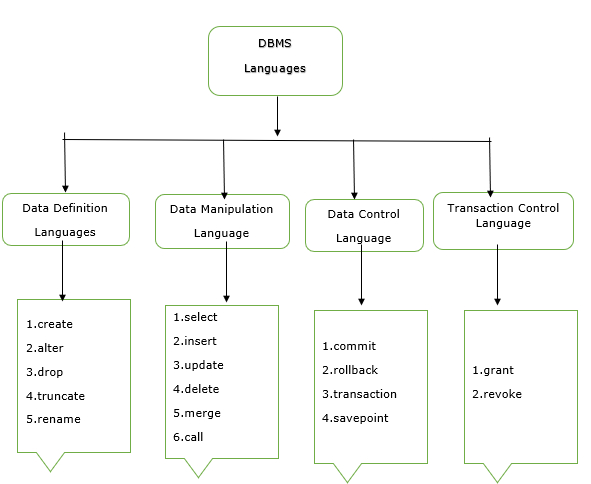 DBMS
Languages
Data Definition
Languages
Data Manipulation
Language
Data Control
Language
Transaction Control
Language
1.create
2.alter
3.drop
4.truncate
5.rename
1.select
2.insert
3.update
4.delete
5.merge
6.call
1.commit
2.rollback
3.transaction
4.savepoint
1.grant
2.revoke